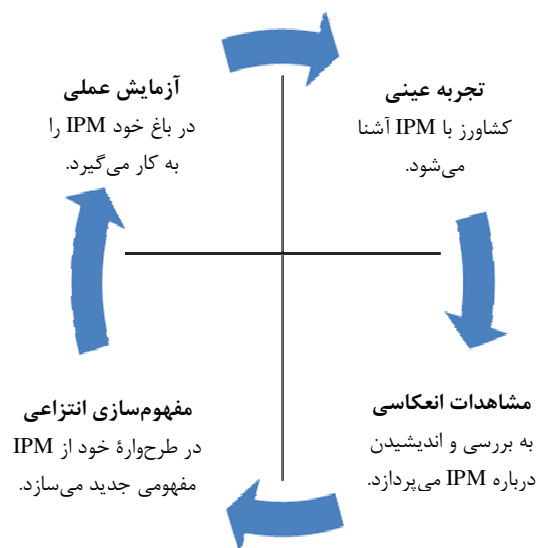 تجربه عینی
کشاورز با IPM آشنا
می‌شود.
مشاهدات انعکاسی
به بررسی و اندیشیدن
درباره IPM می‌پردازد.
مفهوم‌سازی انتزاعی
در طرح‌وارۀ خود از IPM
مفهومی جدید می‌سازد.
آزمایش عملی
در باغ خود IPM را
به کار می‌گیرد.